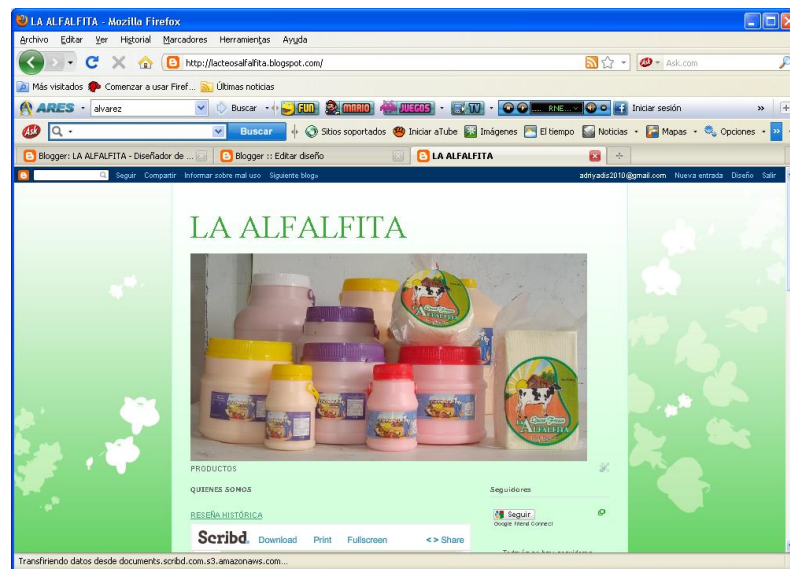 LA ALFALFITA - Mozilla Firefox
Archivo Editar Ver Historial Marcadores Herramientas Ayuda
http://lacteosalfalfita.blogspot.com/
Ask.com
Más visitados Comenzar a usar Firef... Últimas noticias
ARES alvarez Buscar FUN MARIO JUEGOS TV RNE... Iniciar sesión »
Ask Buscar Sitios soportados Iniciar aTube Imágenes El tiempo Noticias Mapas Opciones »
Blogger: LA ALFALFITA - Diseñador de ... Blogger :: Editar diseño LA ALFALFITA
Seguir Compartir Informar sobre mal uso Siguiente blog» adriyadis2010@gmail.com Nueva entrada Diseño Salir
LA ALFALFITA
ALFALFITA
PRODUCTOS
QUIENES SOMOS
Seguidores
RESEÑA HISTÓRICA
Seguir
Google Friend Connect
Scribd. Download Print Fullscreen <> Share
Transfiriendo datos desde documents.scribd.com.s3.amazonaws.com...